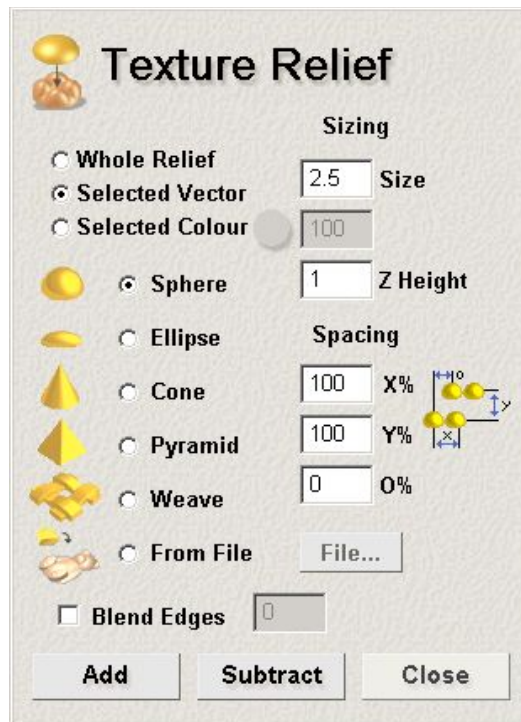 Texture Relief
Sizing
Whole Relief
Selected Vector
2.5 Size
Selected Colour
100
Sphere
1 Z Height
Ellipse
Spacing
Cone
100 X%
Pyramid
100 Y%
Weave
0 O%
o
y
x
From File
File...
Blend Edges 0
Add Subtract Close